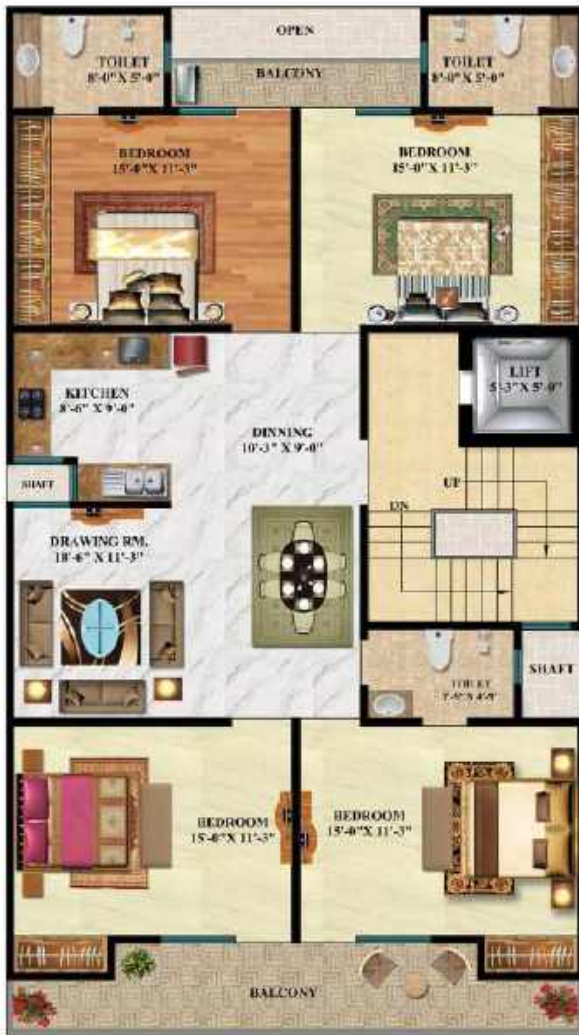 OPEN
TOILET
8'-0" X 5'-0"
BALCONY
TOILET
8'-0" X 5'-0"
BEDROOM
15'-0" X 11'-3"
BEDROOM
15'-0" X 11'-3"
LIFT
5'-3" X 5'-0"
KITCHEN
8'-6" X 9'-0"
DINNING
10'-3" X 9'-0"
SHAFT
UP
DN
DRAWING RM.
18'-6" X 11'-3"
TOILET
SHAFT
BEDROOM
15'-0" X 11'-3"
BEDROOM
15'-0" X 11'-3"
BALCONY